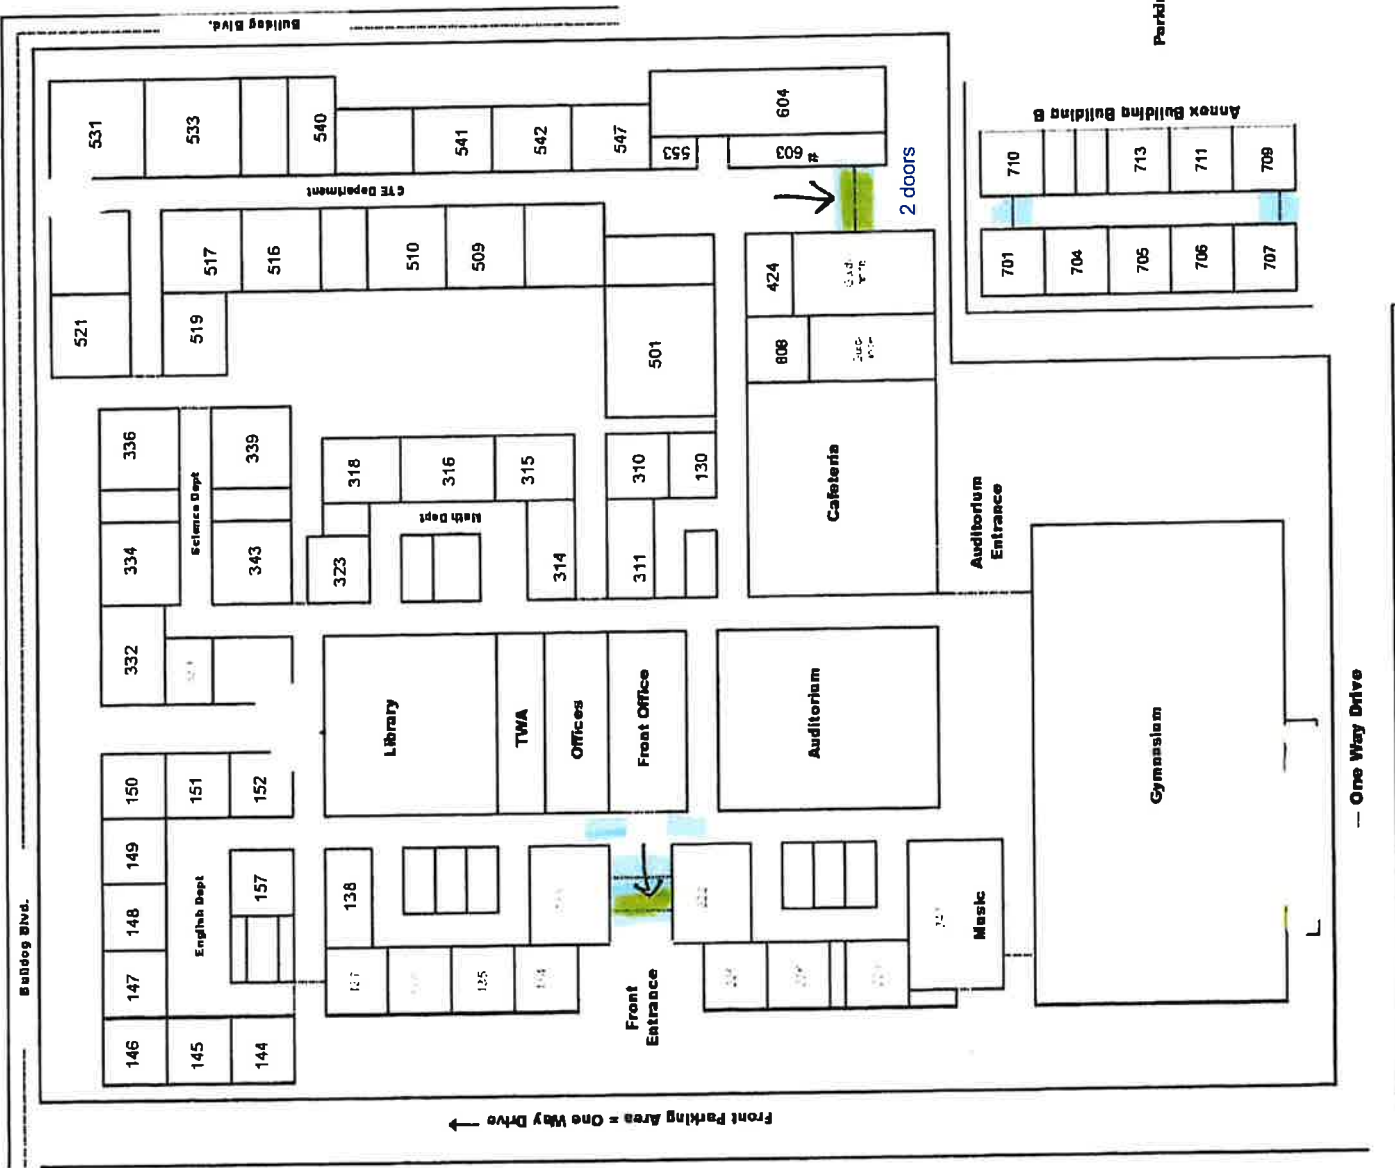 Bulldog Blvd.
Parki
531
533
540
541
542
547
553
604
603 #
CTE Department
2 doors
Annex Building Building B
710
713
711
709
701
704
705
706
707
517
516
510
509
424
521
519
501
608
336
339
318
316
315
310
130
Cafeteria
Science Dept
Math Dept
334
343
323
314
311
Auditorium
Entrance
332
Library
TWA
Offices
Front Office
Auditorium
Gymnasium
150
151
152
149
148
157
English Dept
138
147
135
Music
Front
Entrance
146
145
144
Bulldog Blvd.
One Way Drive
Front Parking Area = One Way Drive